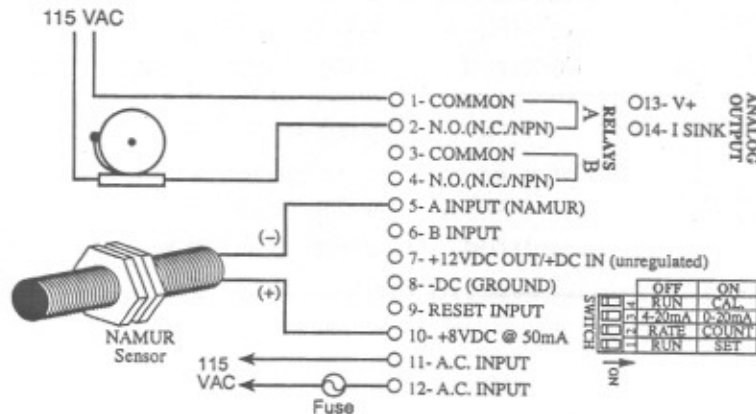 115 VAC
1- COMMON
2- N.O.(N.C./NPN)
3- COMMON
4- N.O.(N.C./NPN)
5- A INPUT (NAMUR)
6- B INPUT
7- +12VDC OUT/+DC IN (unregulated)
8- -DC (GROUND)
9- RESET INPUT
10- +8VDC @ 50mA
11- A.C. INPUT
12- A.C. INPUT
A
B
RELAYS
13- V+
14- I SINK
ANALOG
OUTPUT
(-)
(+)
NAMUR
Sensor
115
VAC
Fuse
OFF ON
4 RUN CAL.
3 4-20mA 0-20mA
2 RATE COUNT
1 RUN SET
SWITCH
ON